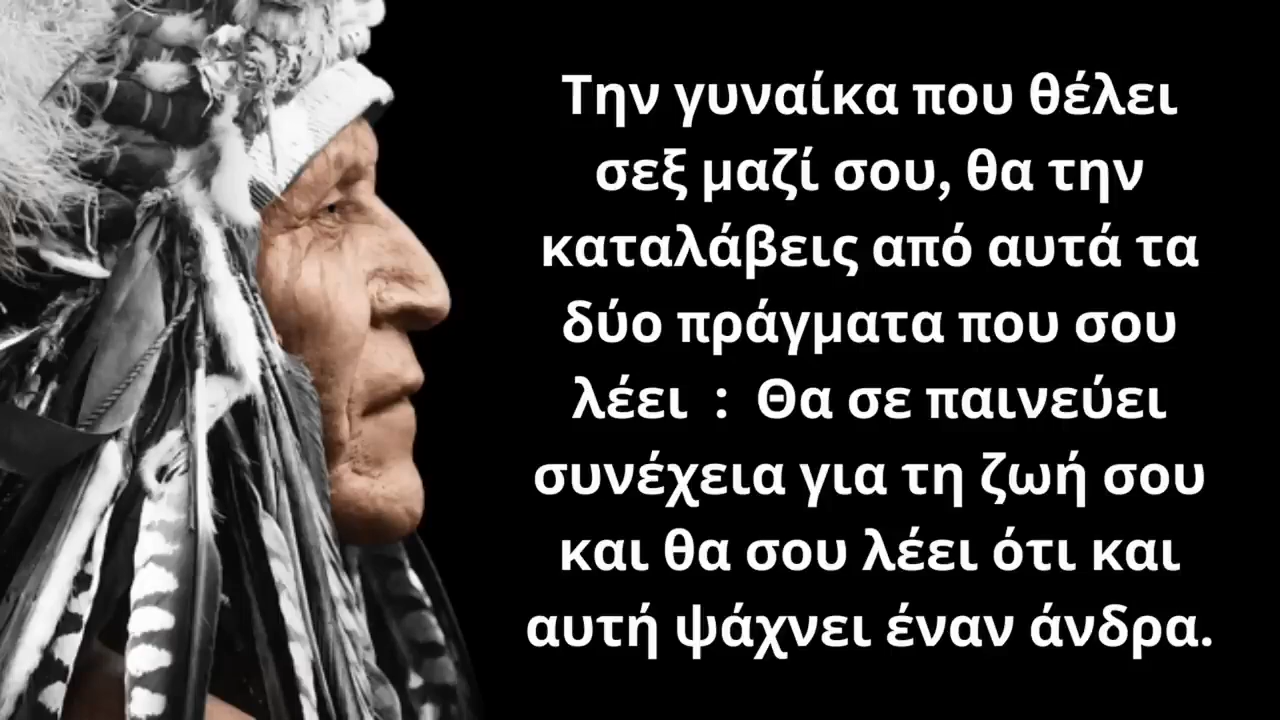 Την γυναίκα που θέλει
σεξ μαζί σου, θα την
καταλάβεις από αυτά τα
δύο πράγματα που σου
λέει : Θα σε παινεύει
συνέχεια για τη ζωή σου
και θα σου λέει ότι και
αυτή ψάχνει έναν άνδρα.